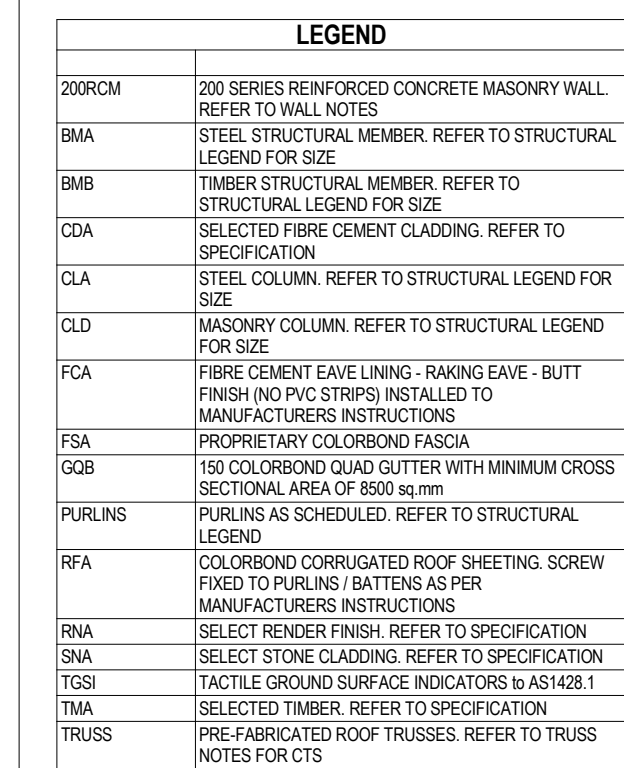 LEGEND
200RCM 200 SERIES REINFORCED CONCRETE MASONRY WALL.
REFER TO WALL NOTES
BMA STEEL STRUCTURAL MEMBER. REFER TO STRUCTURAL
LEGEND FOR SIZE
BMB TIMBER STRUCTURAL MEMBER. REFER TO
STRUCTURAL LEGEND FOR SIZE
CDA SELECTED FIBRE CEMENT CLADDING. REFER TO
SPECIFICATION
CLA STEEL COLUMN. REFER TO STRUCTURAL LEGEND FOR
SIZE
CLD MASONRY COLUMN. REFER TO STRUCTURAL LEGEND
FOR SIZE
FCA FIBRE CEMENT EAVE LINING - RAKING EAVE - BUTT
FINISH (NO PVC STRIPS) INSTALLED TO
MANUFACTURERS INSTRUCTIONS
FSA PROPRIETARY COLORBOND FASCIA
GQB 150 COLORBOND QUAD GUTTER WITH MINIMUM CROSS
SECTIONAL AREA OF 8500 sq.mm
PURLINS PURLINS AS SCHEDULED. REFER TO STRUCTURAL
LEGEND
RFA COLORBOND CORRUGATED ROOF SHEETING. SCREW
FIXED TO PURLINS / BATTENS AS PER
MANUFACTURERS INSTRUCTIONS
RNA SELECT RENDER FINISH. REFER TO SPECIFICATION
SNA SELECT STONE CLADDING. REFER TO SPECIFICATION
TGSI TACTILE GROUND SURFACE INDICATORS to AS1428.1
TMA SELECTED TIMBER. REFER TO SPECIFICATION
TRUSS PRE-FABRICATED ROOF TRUSSES. REFER TO TRUSS
NOTES FOR CTS